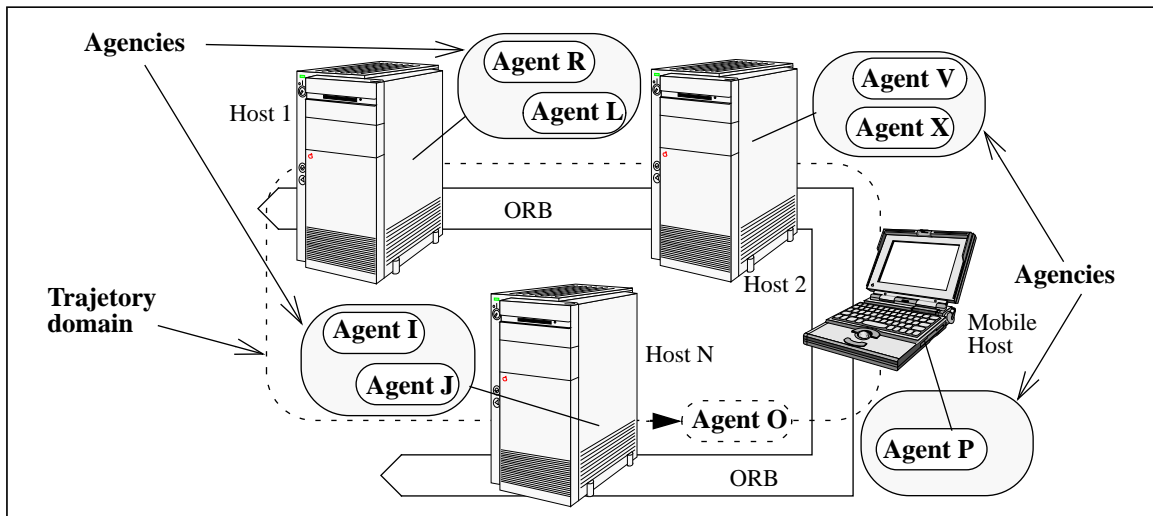 Agencies
Agent R
Agent V
Host 1
Agent L
Agent X
ORB
Trajetory
domain
Host 2
Agencies
Agent I
Mobile
Host
Host N
Agent J
Agent O
Agent P
ORB